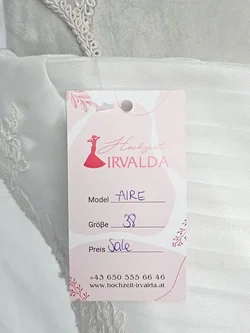 Hochzeit
IRVALDA
Model AIRE
Größe 38
Preis Sale
+43 650 555 66 46
www.hochzeit-irvalda.at